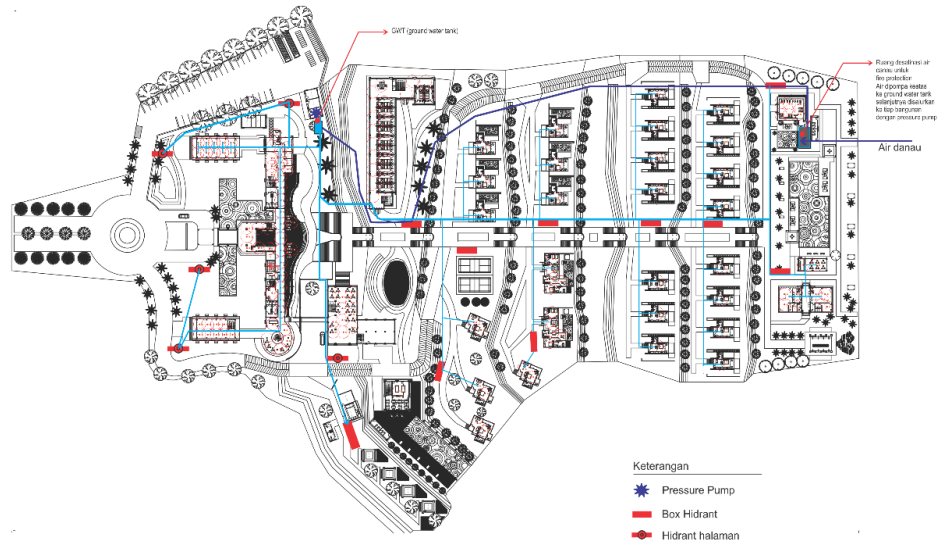 GWT (ground water tank)
Ruang desalinasi air
danau untuk
fire protection
Air dipompa keatas
ke ground water tank
selanjutnya disalurkan
ke tiap bangunan
dengan pressure pump
Air danau
Keterangan
Pressure Pump
Box Hidrant
Hidrant halaman